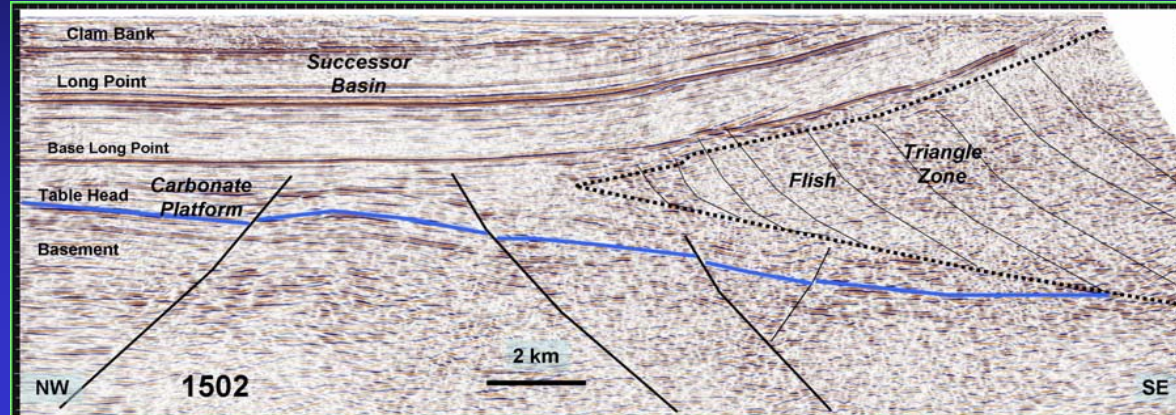 Clam Bank
Successor
Basin
Long Point
Base Long Point
Triangle
Zone
Flish
Table Head
Carbonate
Platform
Basement
2 km
NW
1502
SE